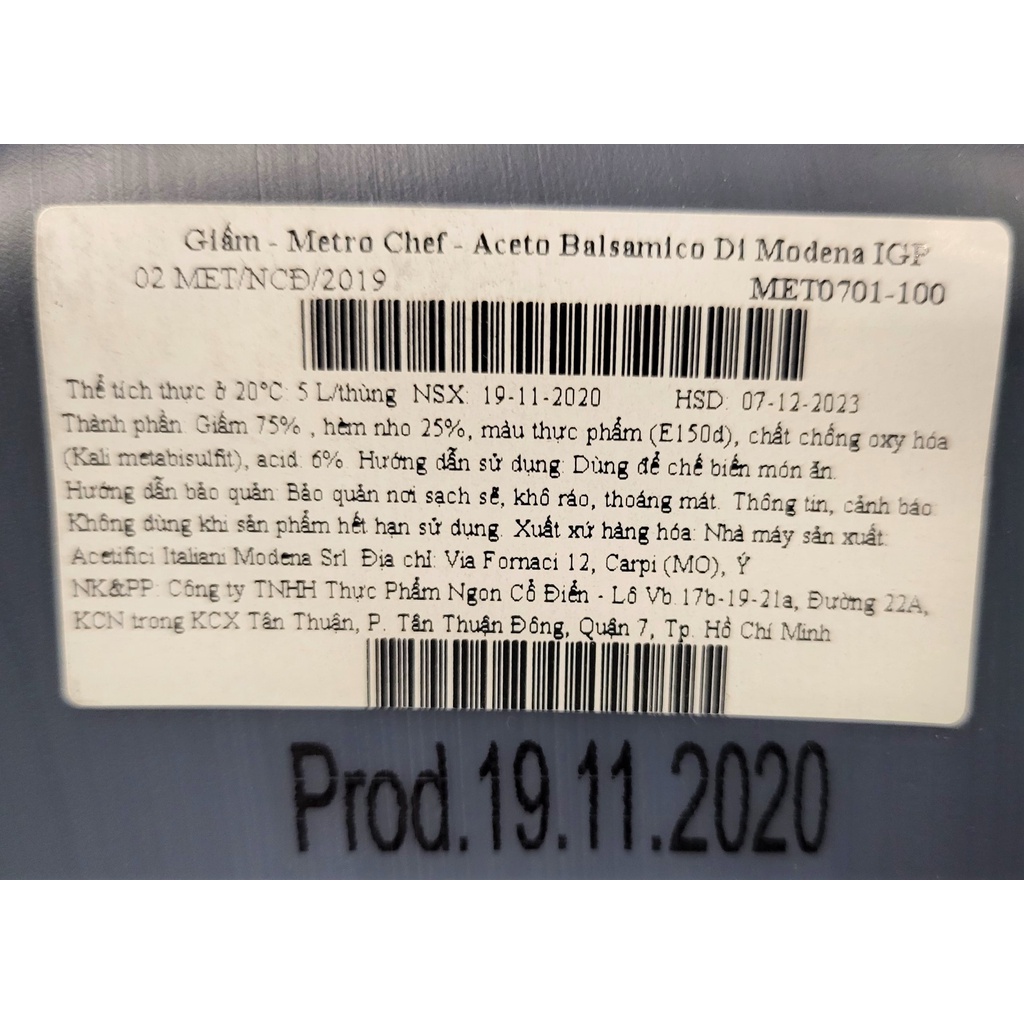 Giấm - Metro Chef - Aceto Balsamico Di Modena IGP
02 MET/NCĐ/2019 MET0701-100
Thể tích thực ở 20°C: 5 L/thùng NSX: 19-11-2020 HSD: 07-12-2023
Thành phần: Giấm 75% , hèm nho 25%, màu thực phẩm (E150d), chất chống oxy hóa
(Kali metabisulfit), acid: 6% Hướng dẫn sử dụng: Dùng để chế biến món ăn.
Hướng dẫn bảo quản: Bảo quản nơi sạch sẽ, khô ráo, thoáng mát. Thông tin, cảnh báo:
Không dùng khi sản phẩm hết hạn sử dụng. Xuất xứ hàng hóa: Nhà máy sản xuất:
Acetifici Italiani Modena Srl Địa chỉ: Via Fornaci 12, Carpi (MO), Ý
NK&PP: Công ty TNHH Thực Phẩm Ngon Cổ Điển - Lô Vb.17b-19-21a, Đường 22A,
KCN trong KCX Tân Thuận, P. Tân Thuận Đông, Quận 7, Tp. Hồ Chí Minh
Prod.19.11.2020